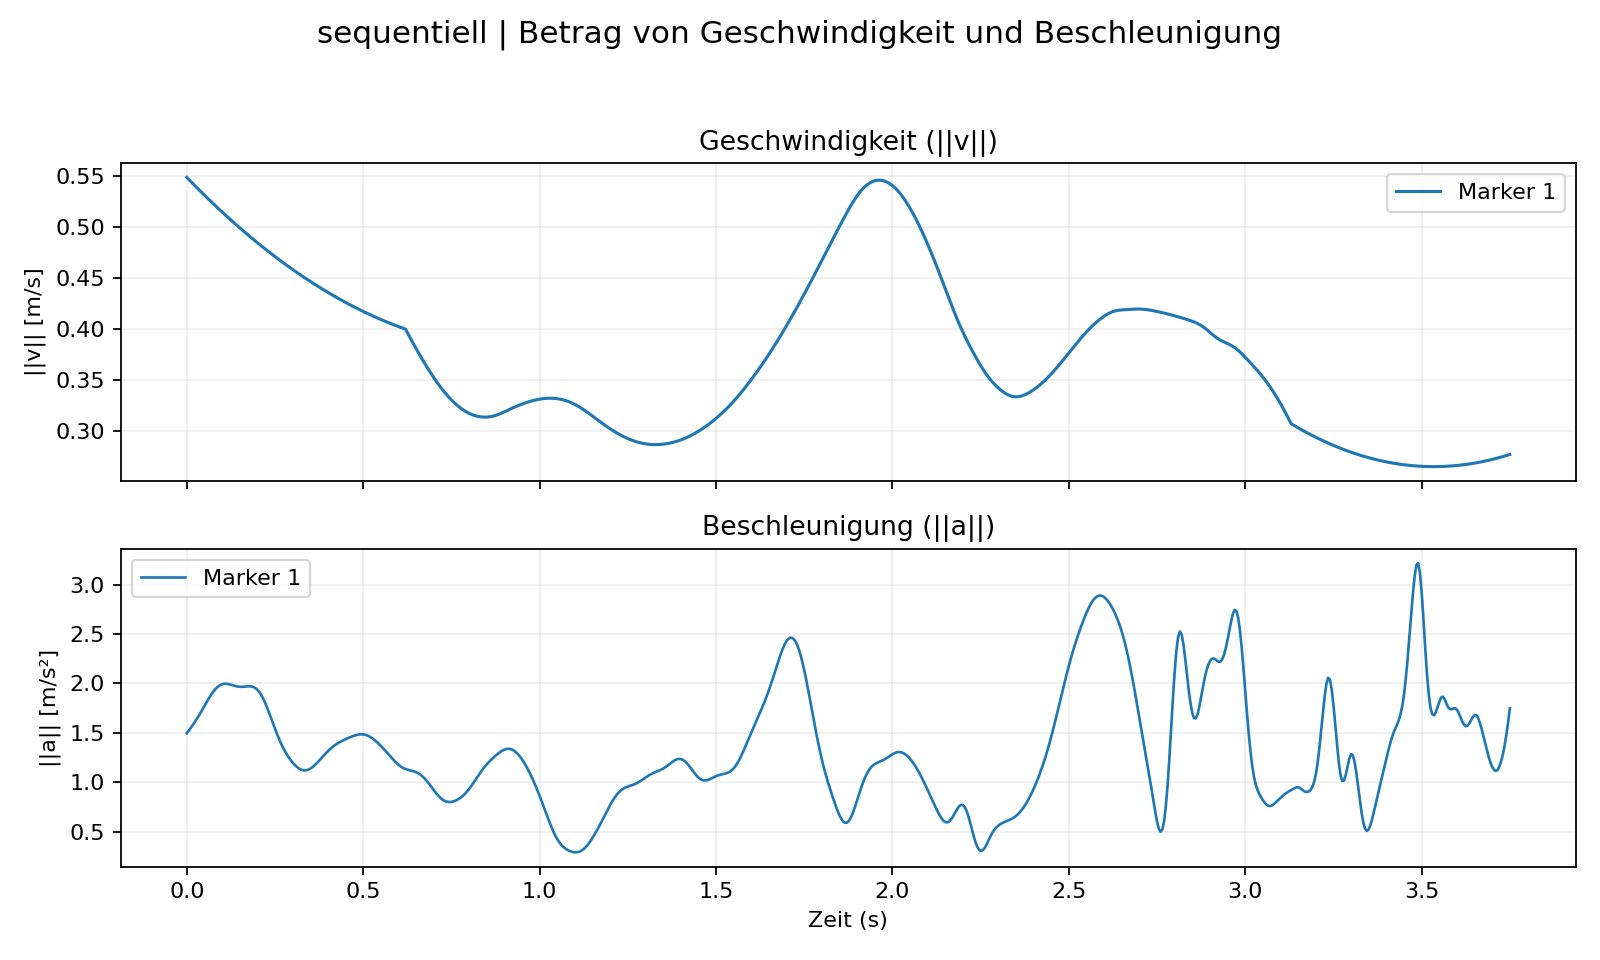 sequentiell | Betrag von Geschwindigkeit und Beschleunigung
Geschwindigkeit (||v||)
||v|| [m/s]
0.55
0.50
0.45
0.40
0.35
0.30
Marker 1
Beschleunigung (||a||)
||a|| [m/s²]
3.0
2.5
2.0
1.5
1.0
0.5
Marker 1
0.0 0.5 1.0 1.5 2.0 2.5 3.0 3.5
Zeit (s)